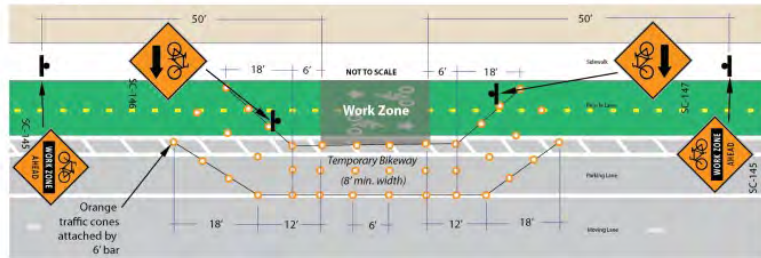 50'
50'
18'
6'
NOT TO SCALE
6'
18'
Sidewalk
SC-146
Work Zone
SC-147
Bicycle Lane
SC-145
WORK ZONE
AHEAD
Temporary Bikeway
(8' min. width)
WORK ZONE
AHEAD
SC-145
Parking Lane
Orange
traffic cones
attached by
6' bar
18'
12'
6'
12'
18'
Moving Lane